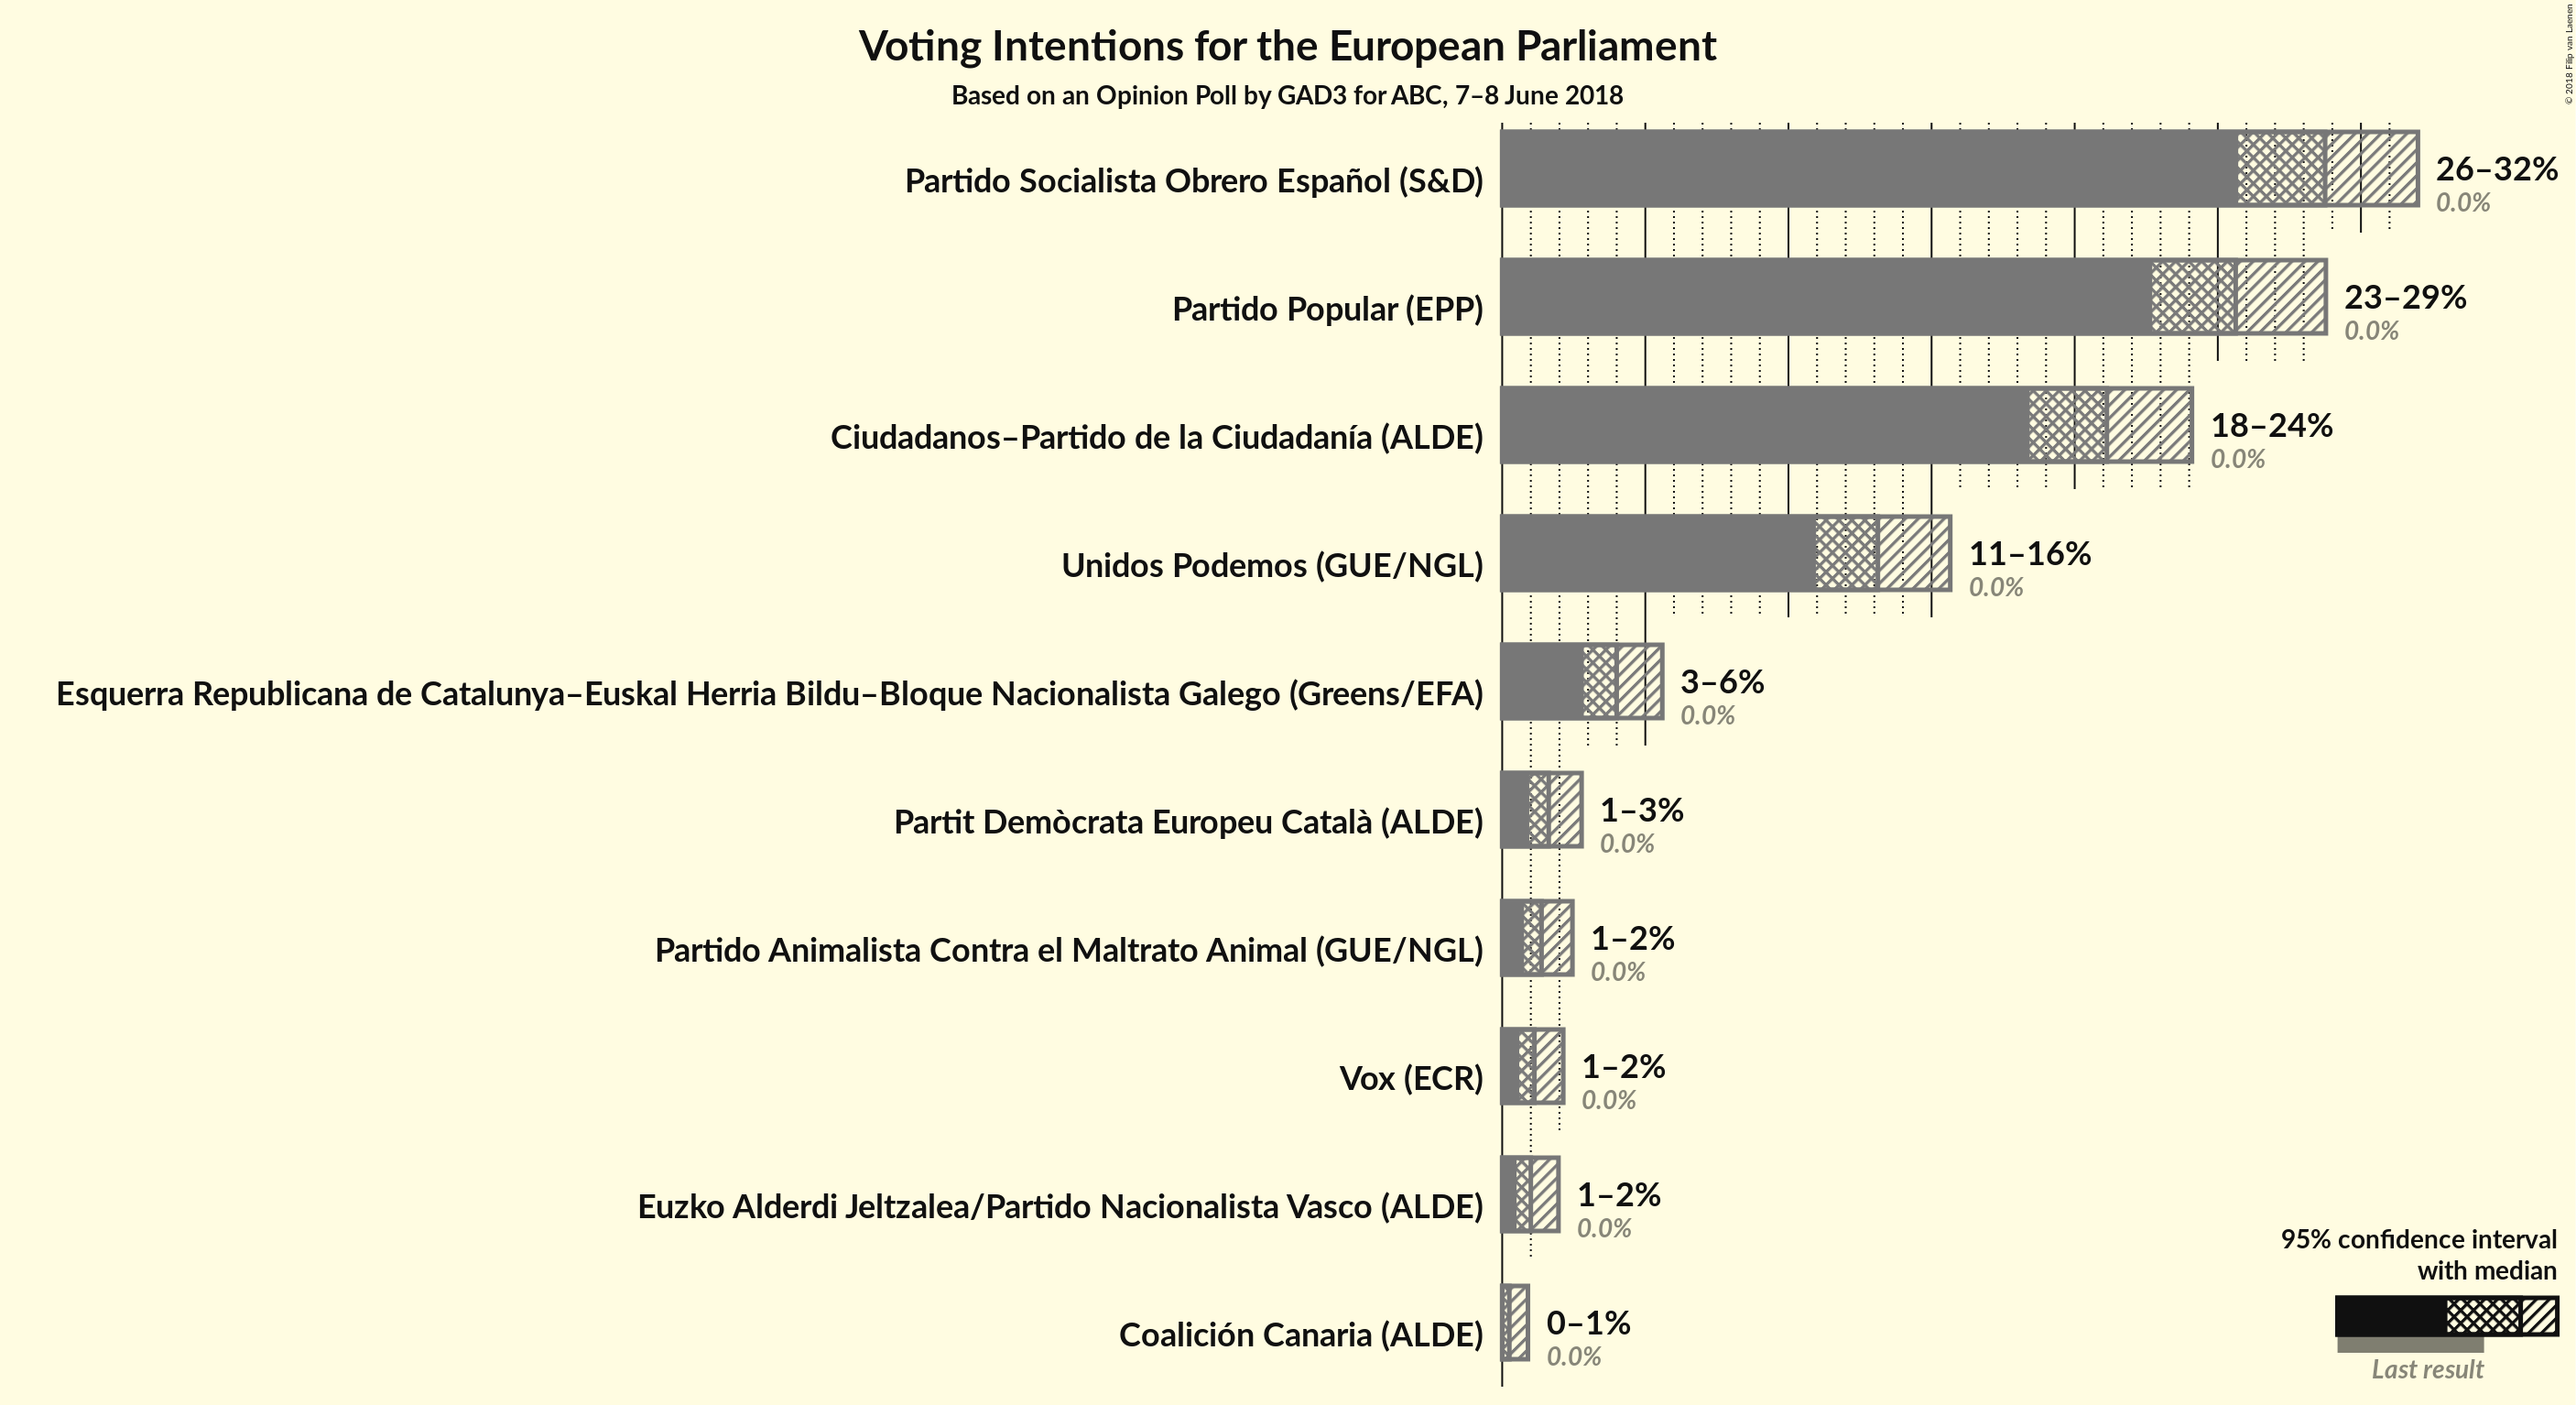 Voting Intentions for the European Parliament
Based on an Opinion Poll by GAD3 for ABC, 7–8 June 2018
© 2018 Filip van Laenen
Partido Socialista Obrero Español (S&D)
26–32%
0.0%
Partido Popular (EPP)
23–29%
0.0%
Ciudadanos–Partido de la Ciudadanía (ALDE)
18–24%
0.0%
Unidos Podemos (GUE/NGL)
11–16%
0.0%
Esquerra Republicana de Catalunya–Euskal Herria Bildu–Bloque Nacionalista Galego (Greens/EFA)
3–6%
0.0%
Partit Demòcrata Europeu Català (ALDE)
1–3%
0.0%
Partido Animalista Contra el Maltrato Animal (GUE/NGL)
1–2%
0.0%
Vox (ECR)
1–2%
0.0%
Euzko Alderdi Jeltzalea/Partido Nacionalista Vasco (ALDE)
1–2%
0.0%
Coalición Canaria (ALDE)
0–1%
0.0%
95% confidence interval
with median
Last result